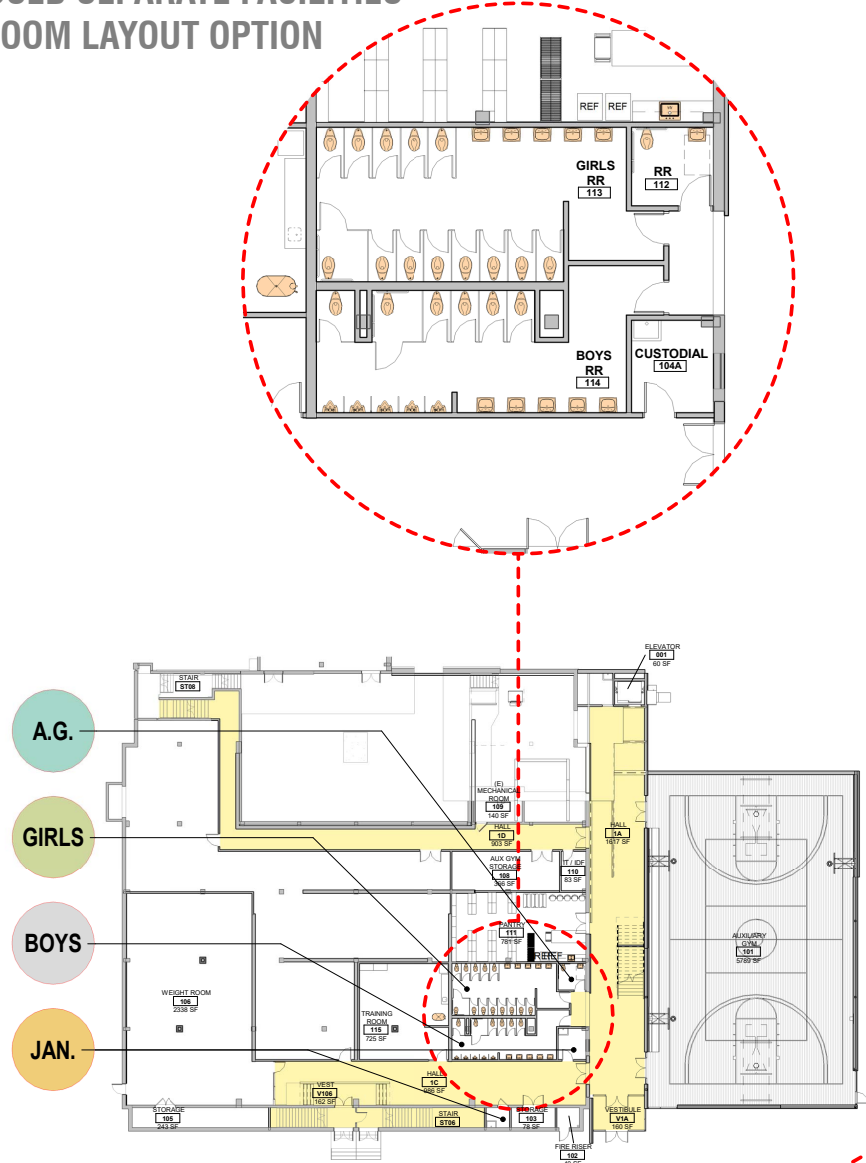 OOM LAYOUT OPTION
REF REF
GIRLS
RR
113
RR
112
BOYS
RR
114
CUSTODIAL
104A
ELEVATOR
001
60 SF
STAIR
ST08
A.G.
(E)
MECHANICAL
ROOM
109
140 SF
HALL
1D
903 SF
HALL
1A
1617 SF
GIRLS
AUX GYM
STORAGE
108
IT / IDF
110
83 SF
PANTRY
111
781 SF
AUXILIARY
GYM
101
5789 SF
BOYS
WEIGHT ROOM
106
2338 SF
TRAINING
ROOM
115
725 SF
JAN.
HALL
1C
986 SF
VEST
V106
162 SF
STORAGE
105
243 SF
STAIR
ST06
STORAGE
103
78 SF
VESTIBULE
V1A
160 SF
FIRE RISER
102